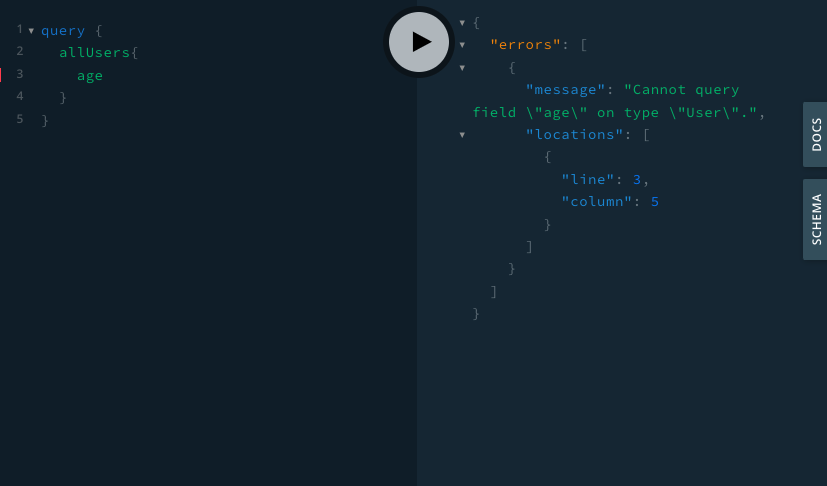 1 ▾ query {
2 allUsers{
3 age
4 }
5 }
▾ {
▾ "errors": [
▾ {
"message": "Cannot query
field \"age\" on type \"User\".",
▾ "locations": [
{
"line": 3,
"column": 5
}
]
}
]
}
DOCS
SCHEMA